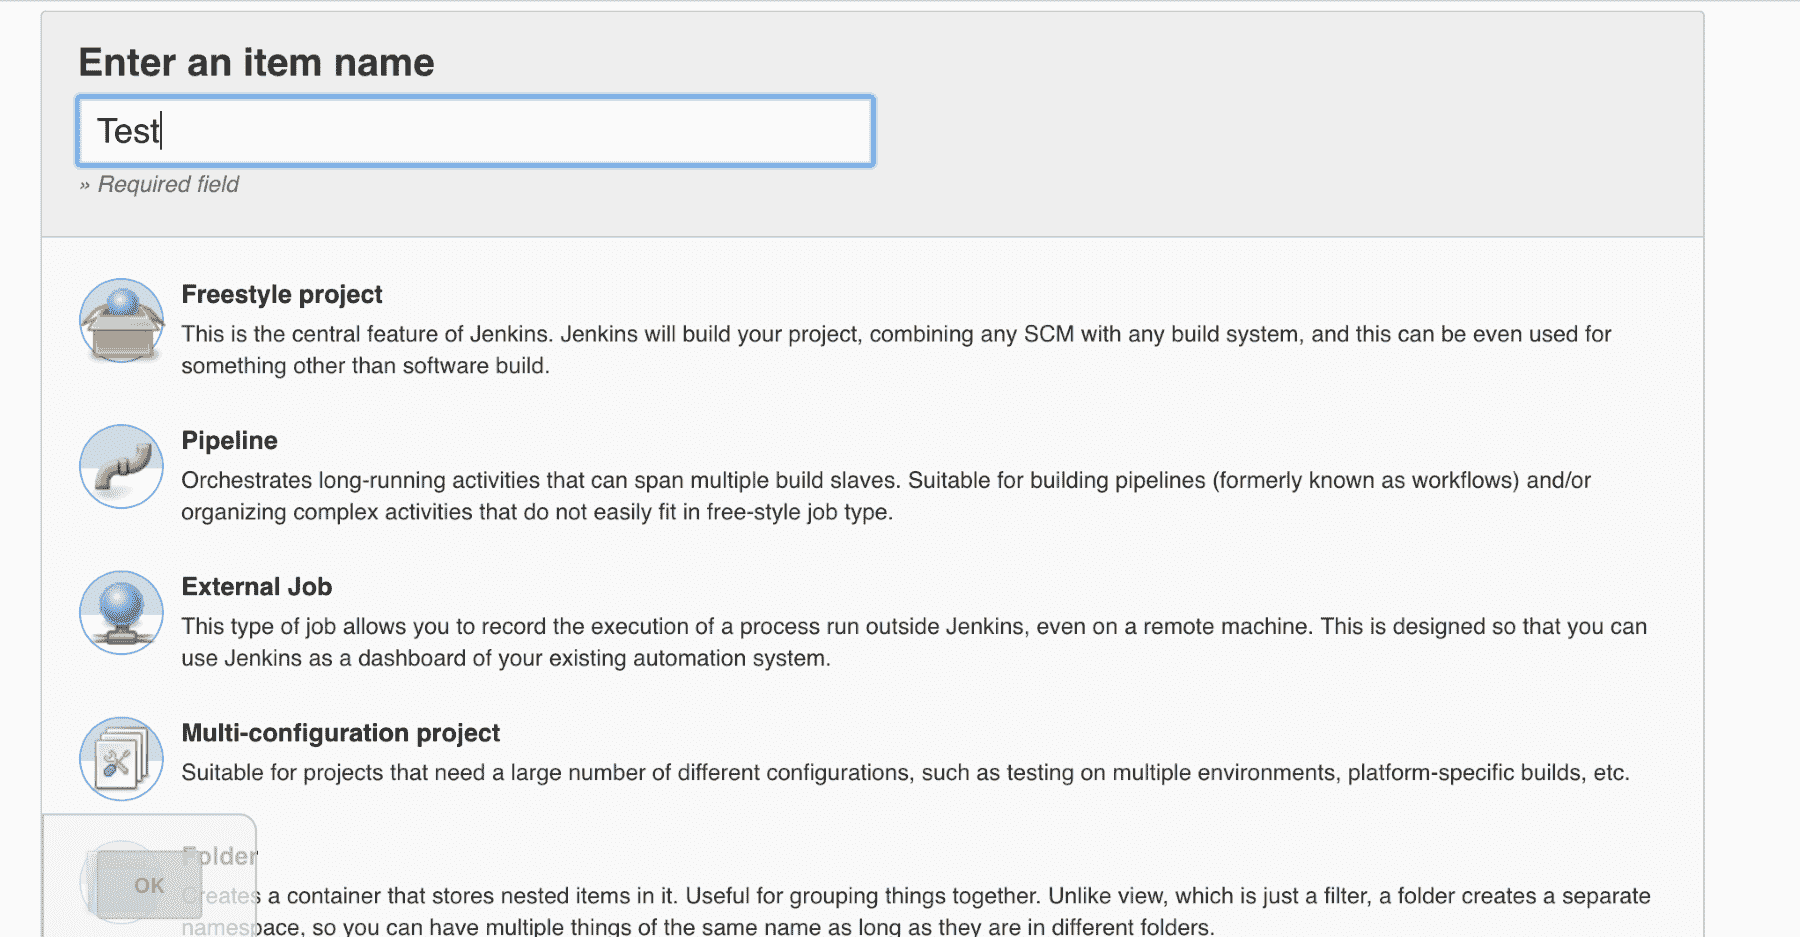 Enter an item name
Test
» Required field
Freestyle project
This is the central feature of Jenkins. Jenkins will build your project, combining any SCM with any build system, and this can be even used for
something other than software build.
Pipeline
Orchestrates long-running activities that can span multiple build slaves. Suitable for building pipelines (formerly known as workflows) and/or
organizing complex activities that do not easily fit in free-style job type.
External Job
This type of job allows you to record the execution of a process run outside Jenkins, even on a remote machine. This is designed so that you can
use Jenkins as a dashboard of your existing automation system.
Multi-configuration project
Suitable for projects that need a large number of different configurations, such as testing on multiple environments, platform-specific builds, etc.
Folder
OK
Creates a container that stores nested items in it. Useful for grouping things together. Unlike view, which is just a filter, a folder creates a separate
namespace, so you can have multiple things of the same name as long as they are in different folders.